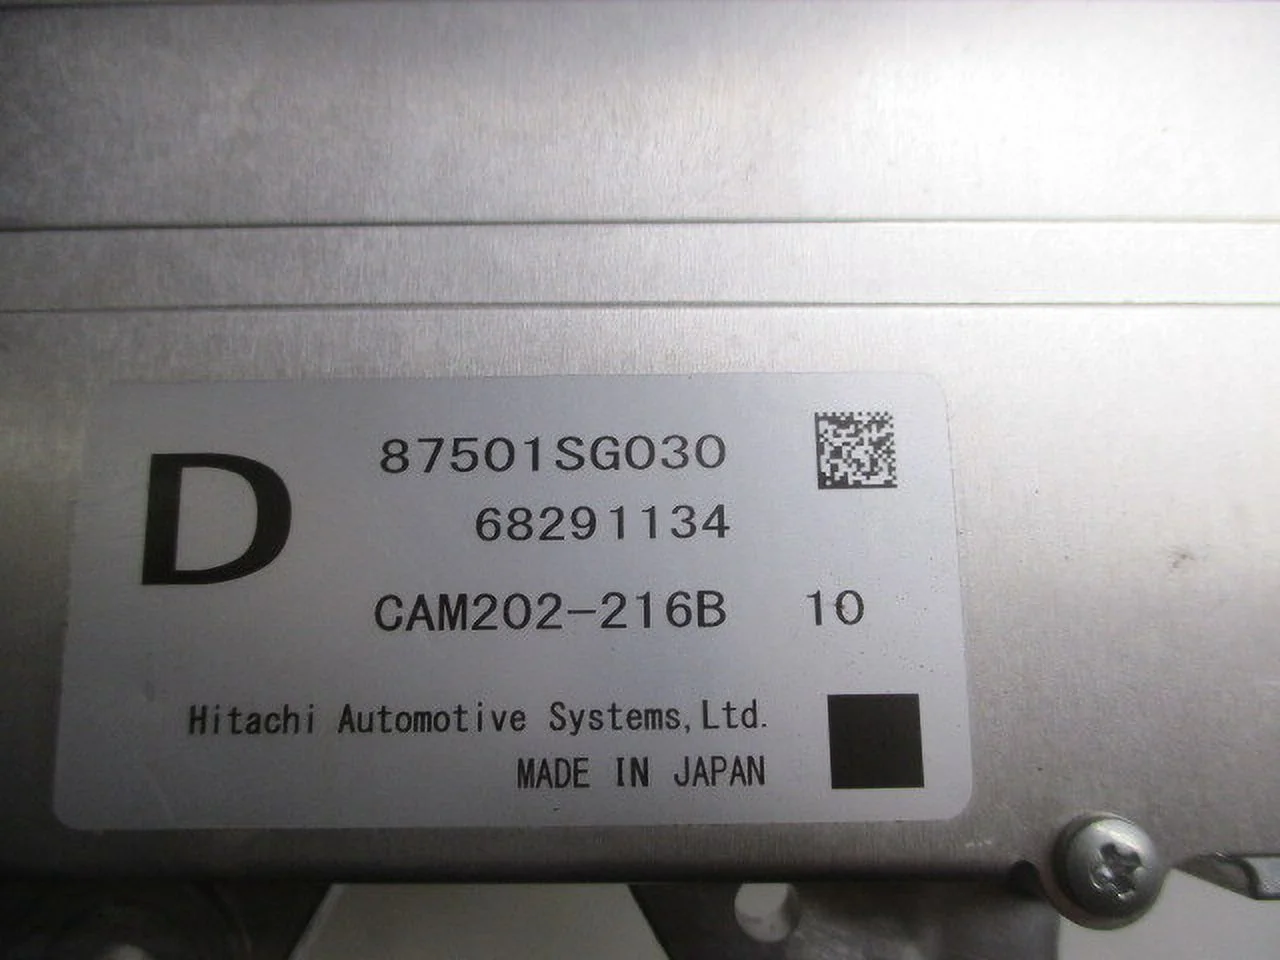 D
87501SG030
68291134
CAM202-216B 10
Hitachi Automotive Systems, Ltd.
MADE IN JAPAN